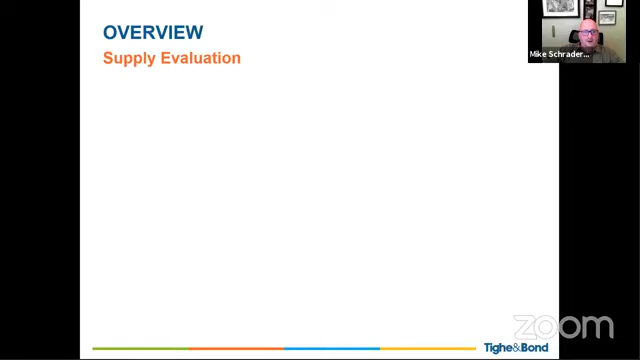 OVERVIEW
Supply Evaluation
Mike Schrader...
zoom
Tighe&Bond